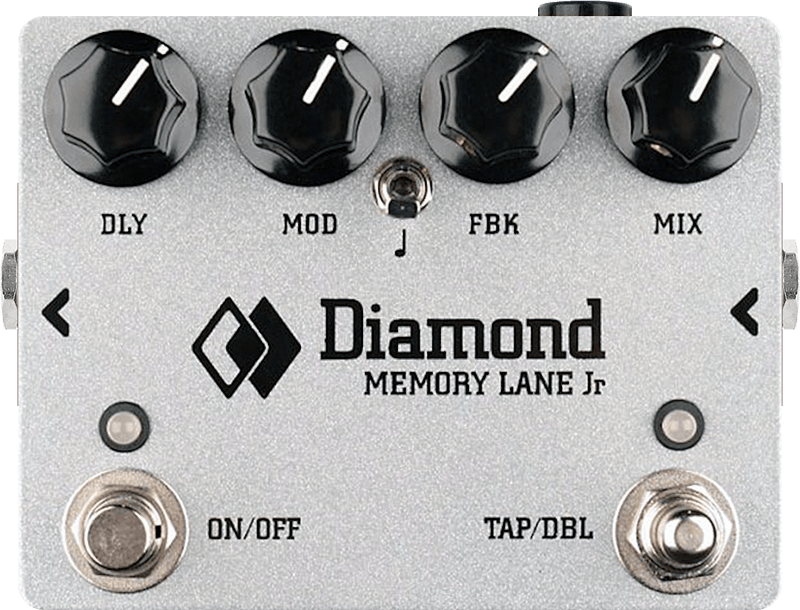 DLY MOD FBK MIX
♩
Diamond
MEMORY LANE Jr
ON/OFF TAP/DBL